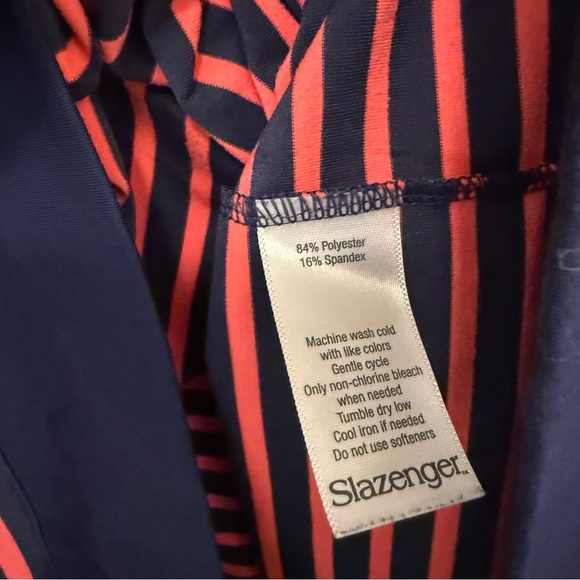 84% Polyester
16% Spandex
Machine wash cold
with like colors
Gentle cycle
Only non-chlorine bleach
when needed
Tumble dry low
Cool iron if needed
Do not use softeners
Slazenger™